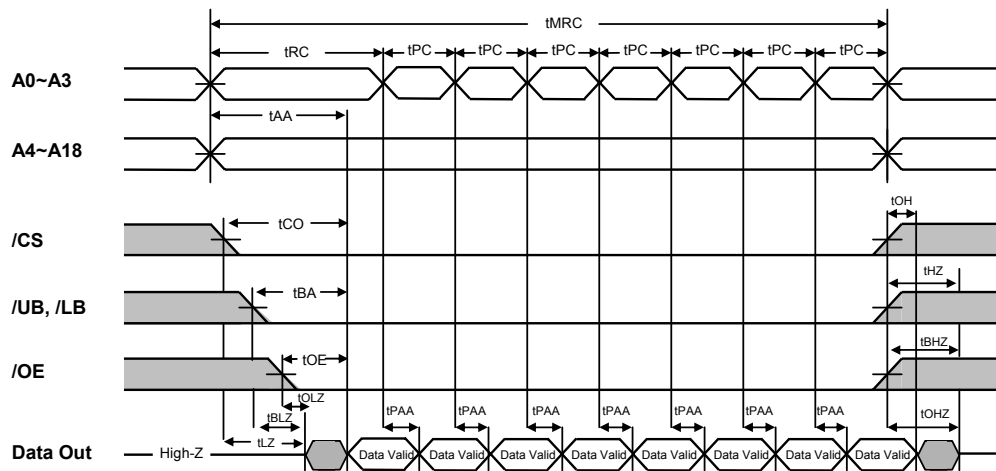 tMRC
tRC tPC tPC tPC tPC tPC tPC tPC
A0~A3
tAA
A4~A18
tOH
tCO
/CS
tHZ
tBA
/UB, /LB
tBHZ
tOE
/OE
tOLZ
tBLZ tPAA tPAA tPAA tPAA tPAA tPAA tPAA tOHZ
tLZ
Data Out High-Z Data Valid Data Valid Data Valid Data Valid Data Valid Data Valid Data Valid Data Valid